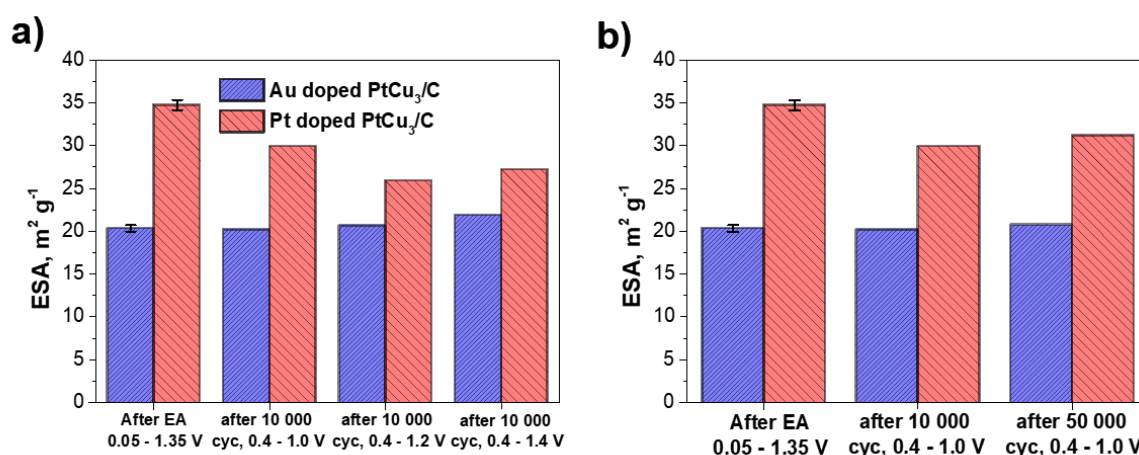 a)
ESA, m² g⁻¹
40
35
30
25
20
15
10
5
0
Au doped PtCu₃/C
Pt doped PtCu₃/C
After EA
0.05 - 1.35 V
after 10 000
cyc, 0.4 - 1.0 V
after 10 000
cyc, 0.4 - 1.2 V
after 10 000
cyc, 0.4 - 1.4 V
b)
ESA, m² g⁻¹
40
35
30
25
20
15
10
5
0
After EA
0.05 - 1.35 V
after 10 000
cyc, 0.4 - 1.0 V
after 50 000
cyc, 0.4 - 1.0 V